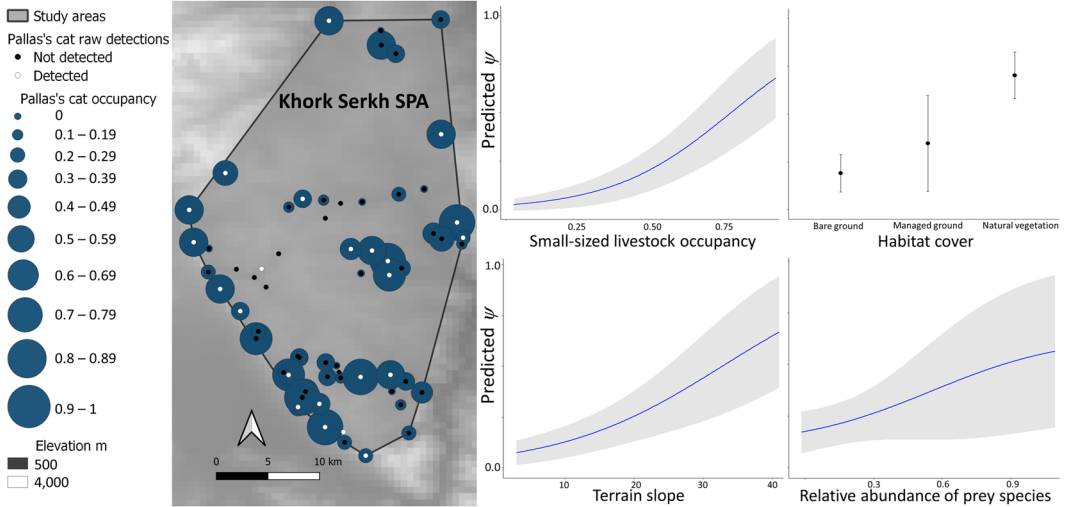 Study areas
Pallas's cat raw detections
Not detected
Detected
Pallas's cat occupancy
0
0.1 – 0.19
0.2 – 0.29
0.3 – 0.39
0.4 – 0.49
0.5 – 0.59
0.6 – 0.69
0.7 – 0.79
0.8 – 0.89
0.9 – 1
Elevation m
500
4,000
Khork Serkh SPA
0 5 10 km
Predicted ψ
1.0
0.0
0.25 0.50 0.75
Small-sized livestock occupancy
Bare ground Managed ground Natural vegetation
Habitat cover
Predicted ψ
1.0
0.0
10 20 30 40
Terrain slope
0.3 0.6 0.9
Relative abundance of prey species